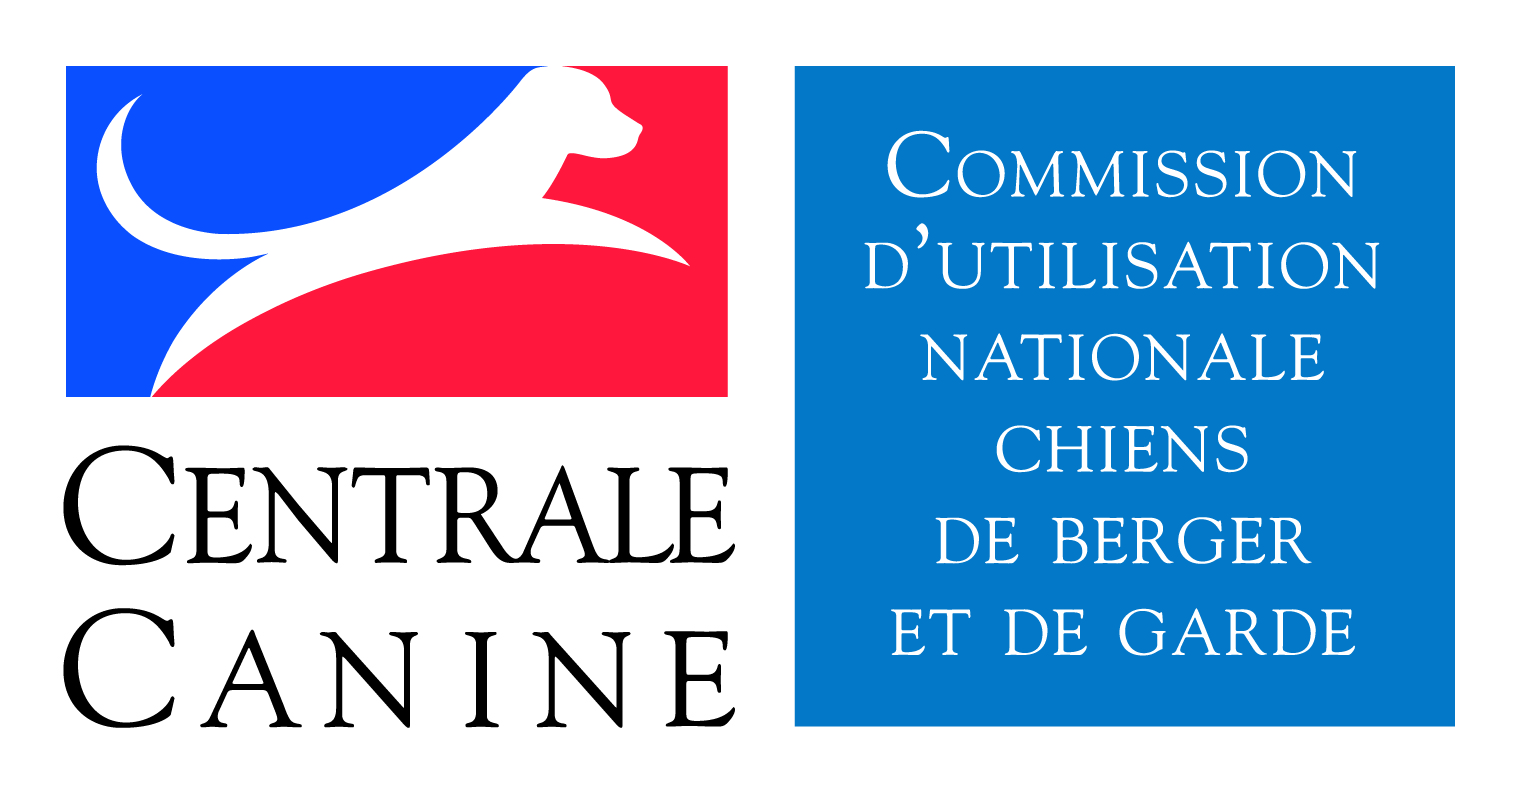 CENTRALE
CANINE
COMMISSION
D’UTILISATION
NATIONALE
CHIENS
DE BERGER
ET DE GARDE